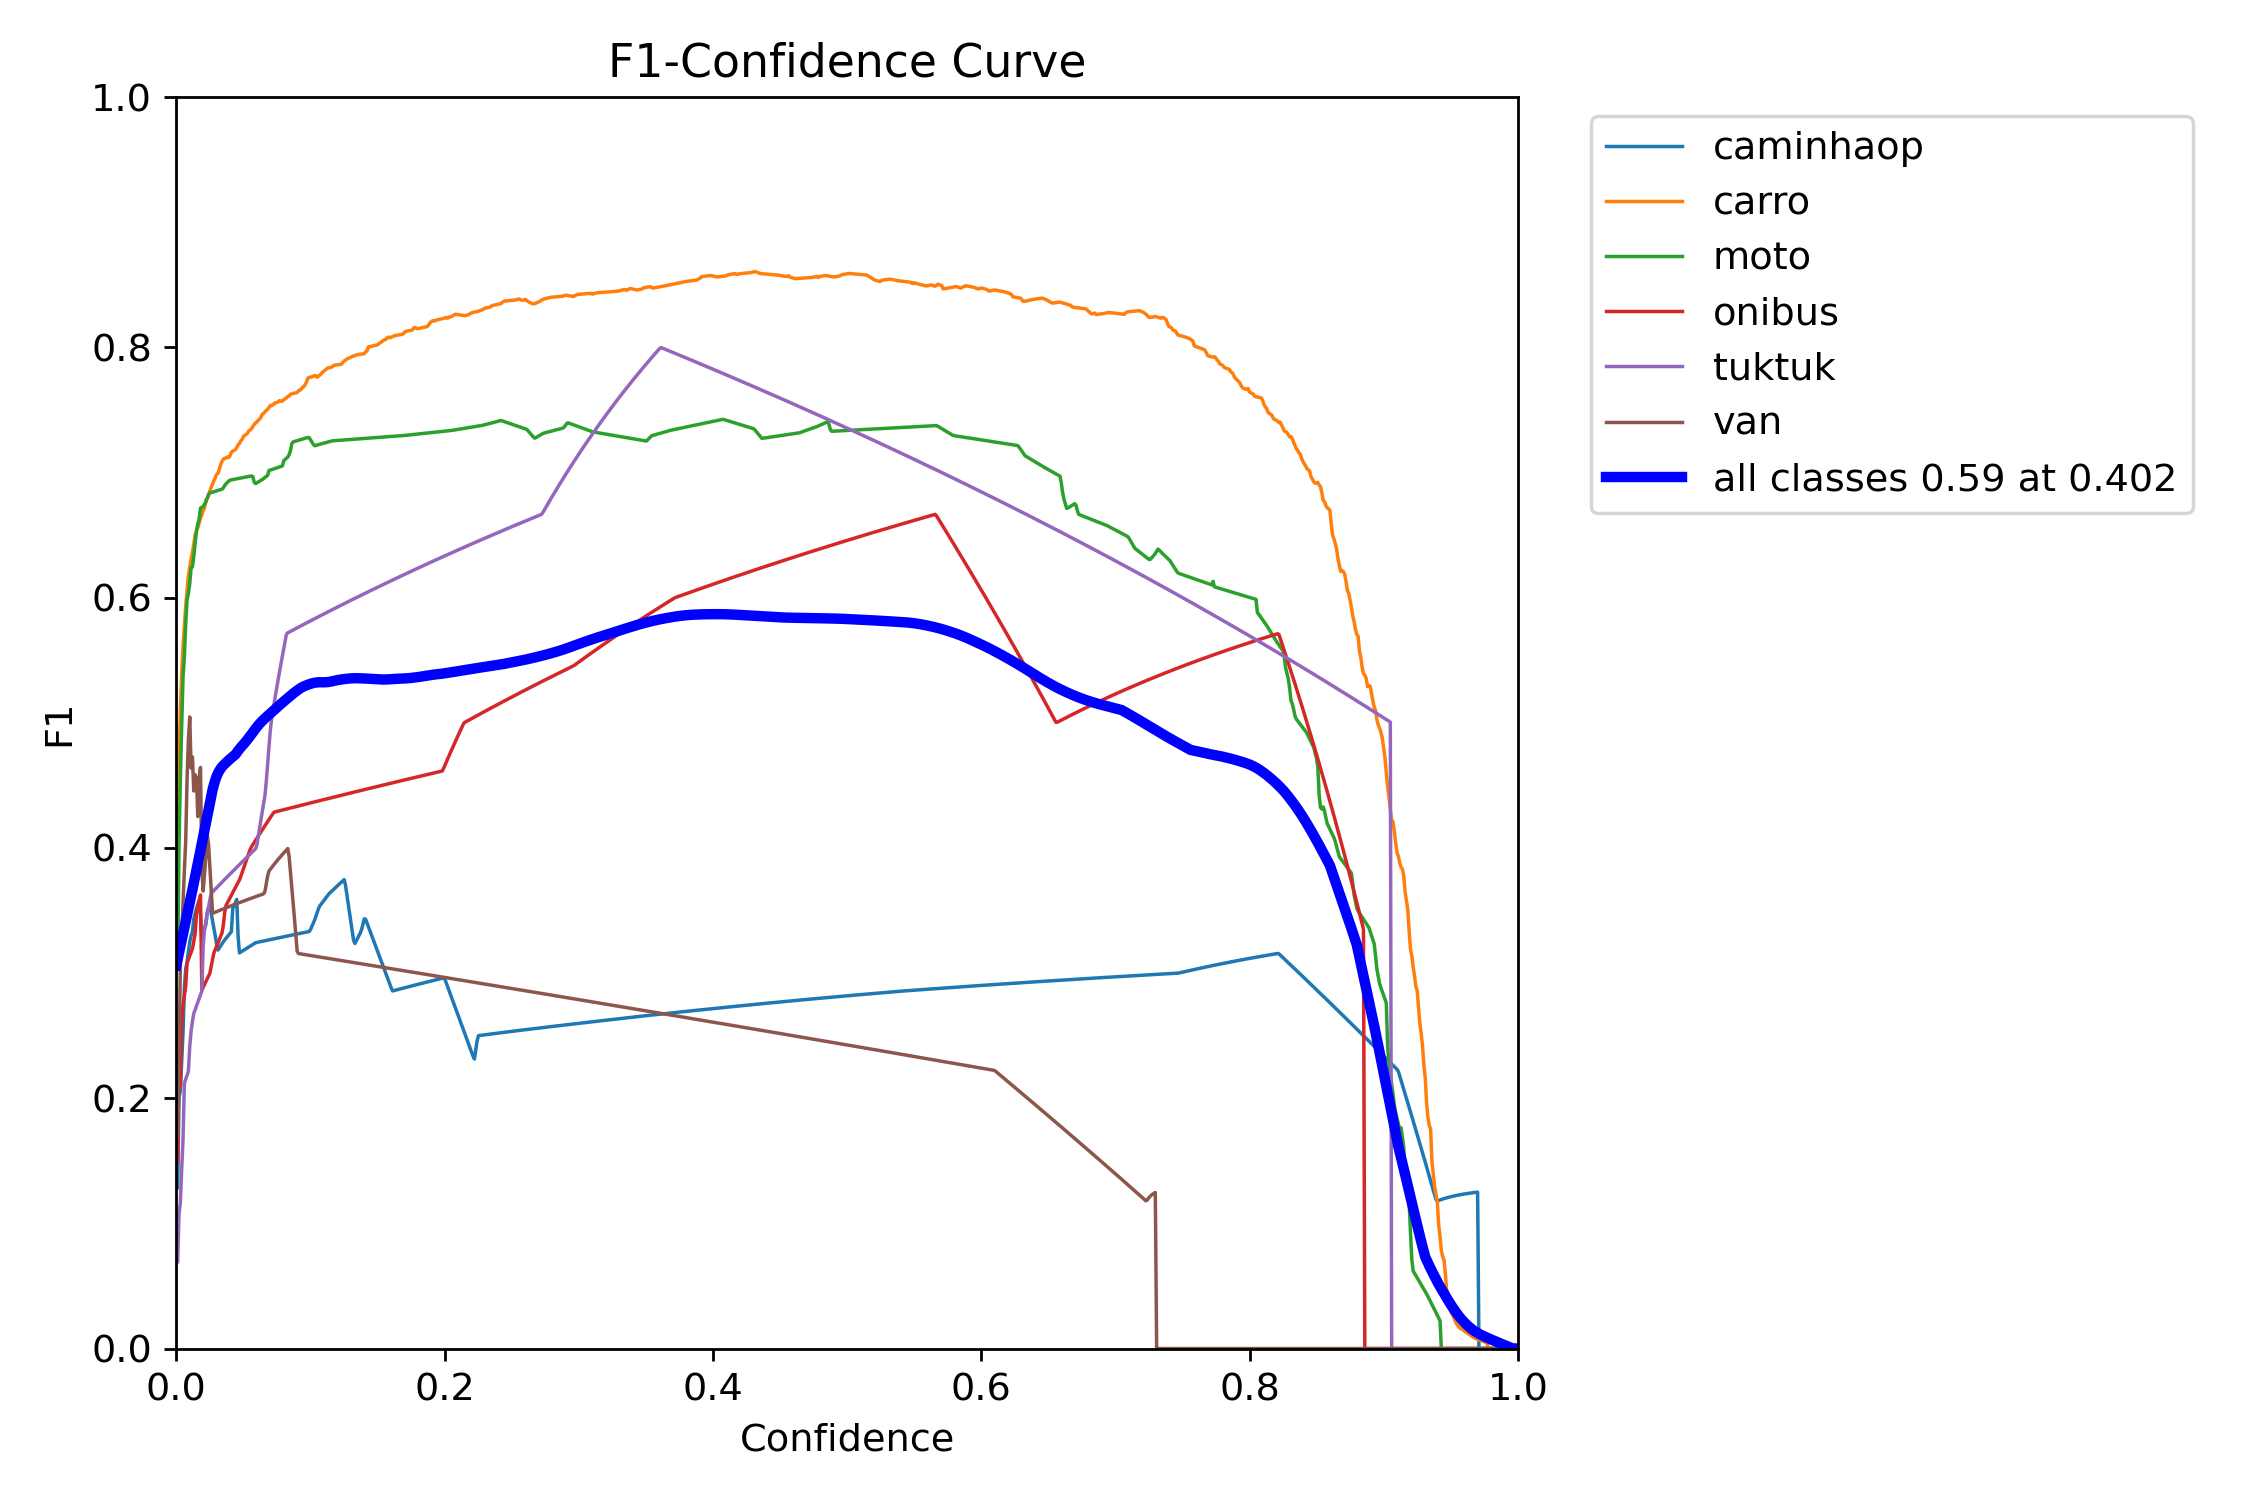 F1-Confidence Curve
1.0
0.8
0.6
0.4
0.2
0.0
F1
0.0 0.2 0.4 0.6 0.8 1.0
Confidence
caminhaop
carro
moto
onibus
tuktuk
van
all classes 0.59 at 0.402